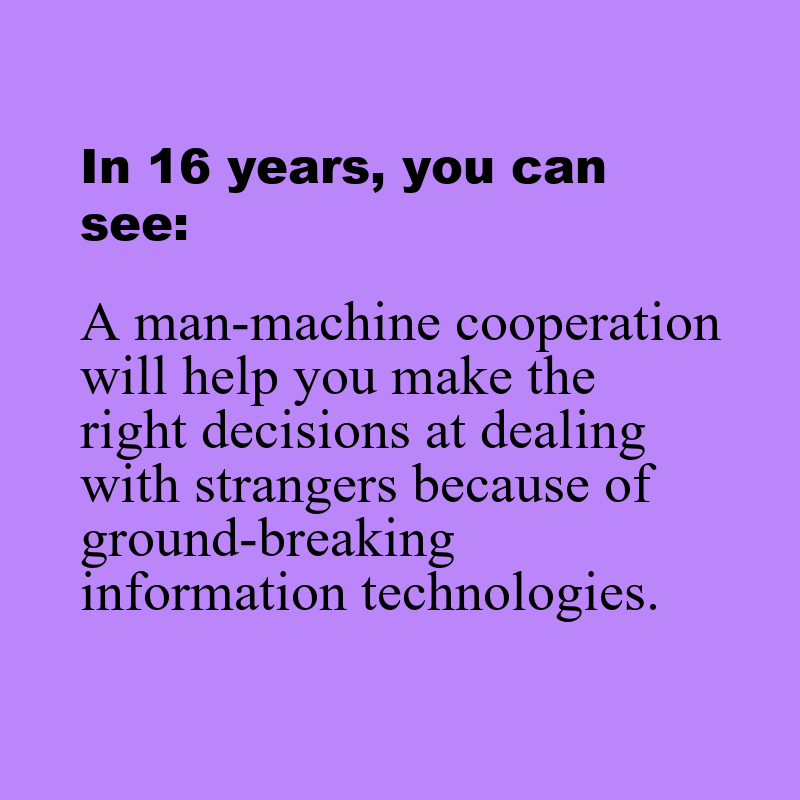 In 16 years, you can
see:
A man-machine cooperation
will help you make the
right decisions at dealing
with strangers because of
ground-breaking
information technologies.